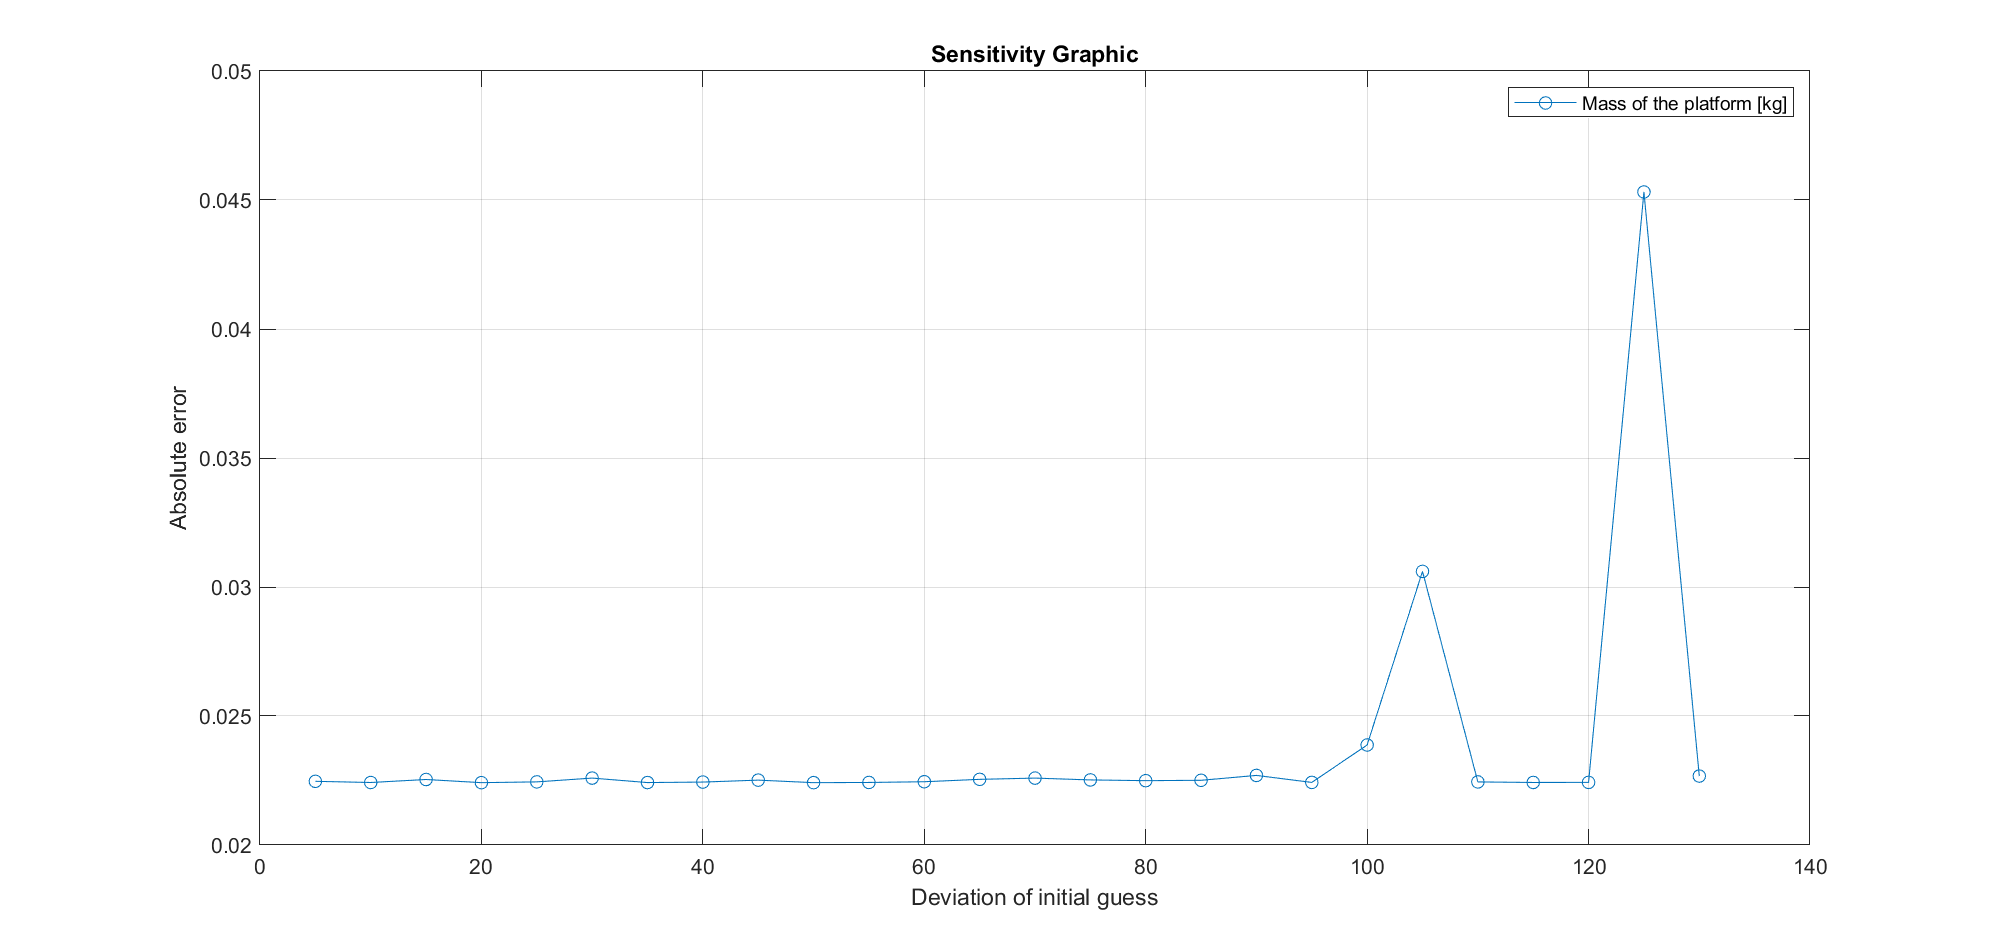 Sensitivity Graphic
Mass of the platform [kg]
0.05
0.045
0.04
0.035
0.03
0.025
0.02
Absolute error
0 20 40 60 80 100 120 140
Deviation of initial guess